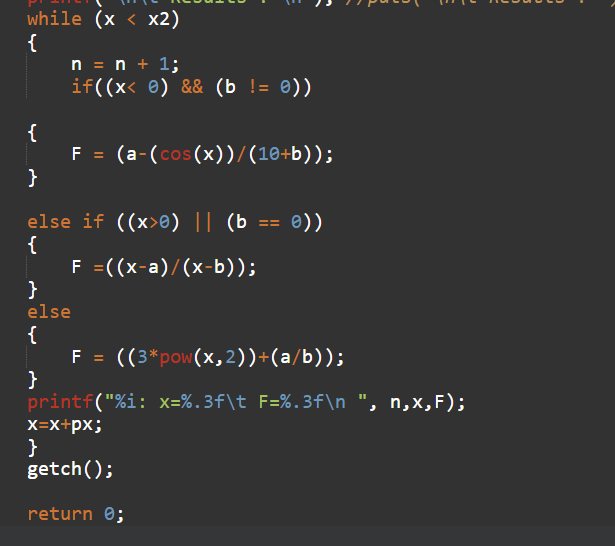 while (x < x2)
{
n = n + 1;
if((x< 0) && (b != 0))
{
F = (a-(cos(x))/(10+b));
}
else if ((x>0) || (b == 0))
{
F =((x-a)/(x-b));
}
else
{
F = ((3*pow(x,2))+(a/b));
}
printf("%i: x=%.3f\t F=%.3f\n ", n,x,F);
x=x+px;
}
getch();
return 0;